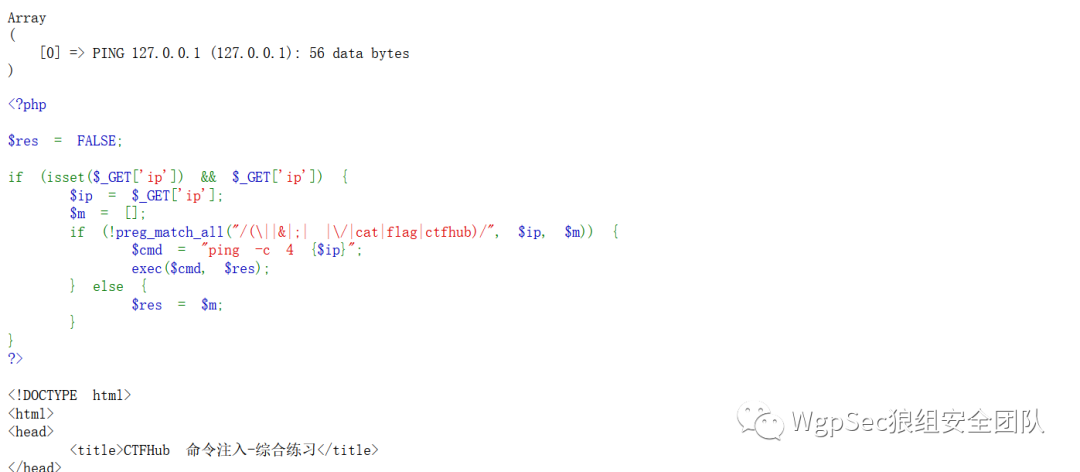 Array
(
    [0] => PING 127.0.0.1 (127.0.0.1): 56 data bytes
)
<?php
$res = FALSE;
if (isset($_GET['ip']) && $_GET['ip']) {
        $ip = $_GET['ip'];
        $m = [];
        if (!preg_match_all("/(\||&|;| |\/|cat|flag|ctfhub)/", $ip, $m)) {
                $cmd = "ping -c 4 {$ip}";
                exec($cmd, $res);
        } else {
                $res = $m;
        }
}
?>
<!DOCTYPE html>
<html>
<head>
        <title>CTFHub 命令注入-综合练习</title>
</head>
WgpSec狼组安全团队